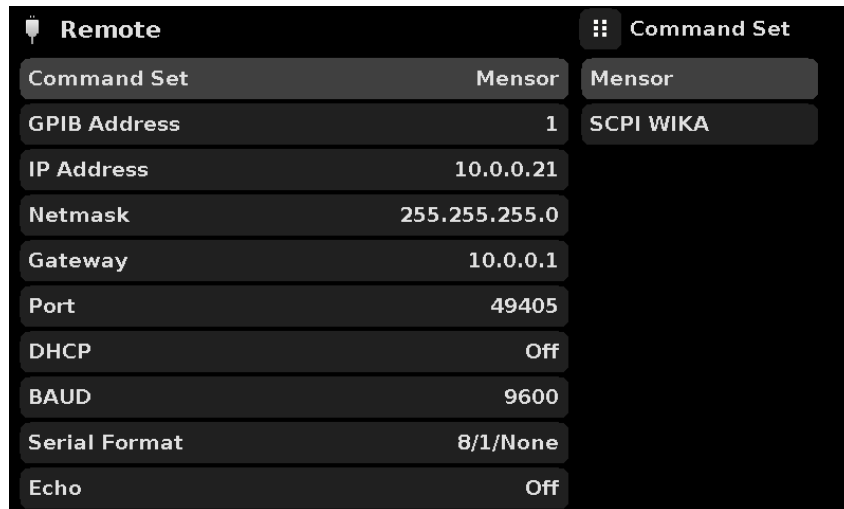 Remote
Command Set Mensor
GPIB Address 1
IP Address 10.0.0.21
Netmask 255.255.255.0
Gateway 10.0.0.1
Port 49405
DHCP Off
BAUD 9600
Serial Format 8/1/None
Echo Off
Command Set
Mensor
SCPI WIKA